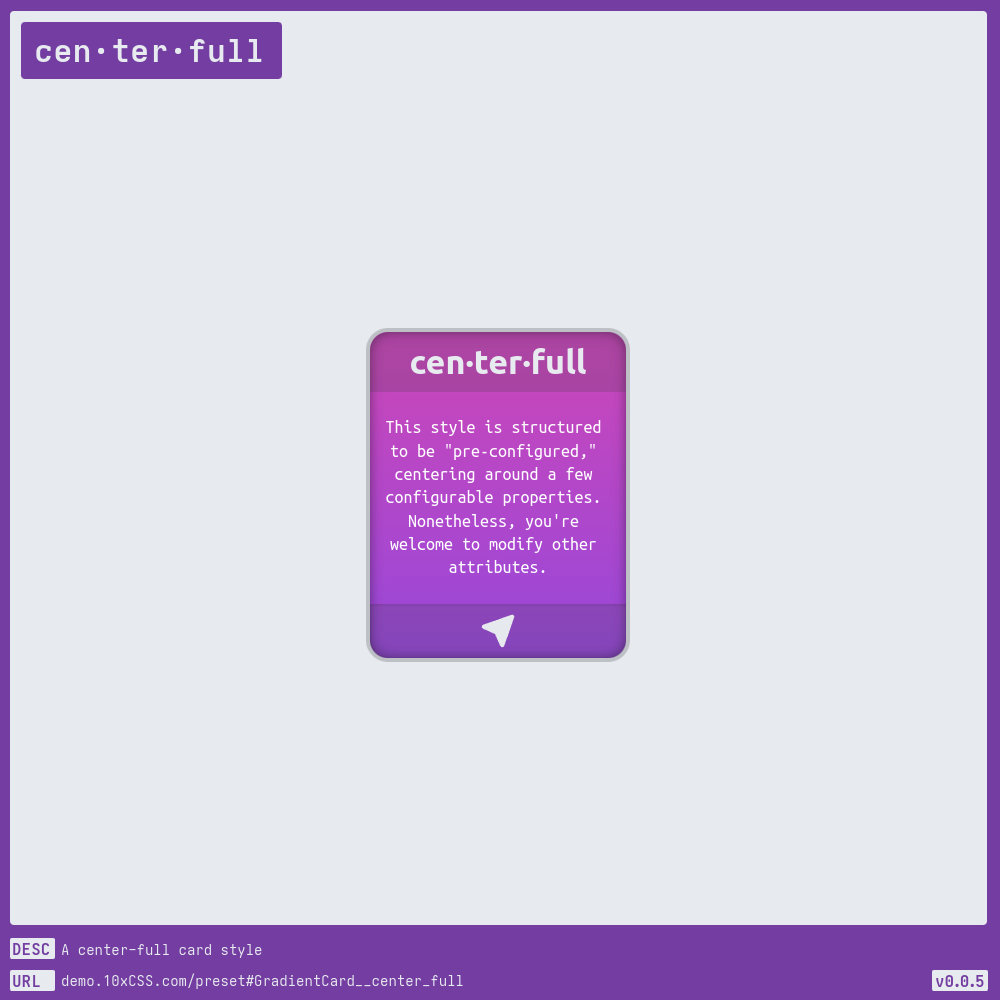 cen·ter·full
cen·ter·full
This style is structured
to be "pre-configured,"
centering around a few
configurable properties.
Nonetheless, you're
welcome to modify other
attributes.
DESC A center-full card style
URL demo.10xCSS.com/preset#GradientCard__center_full
v0.0.5